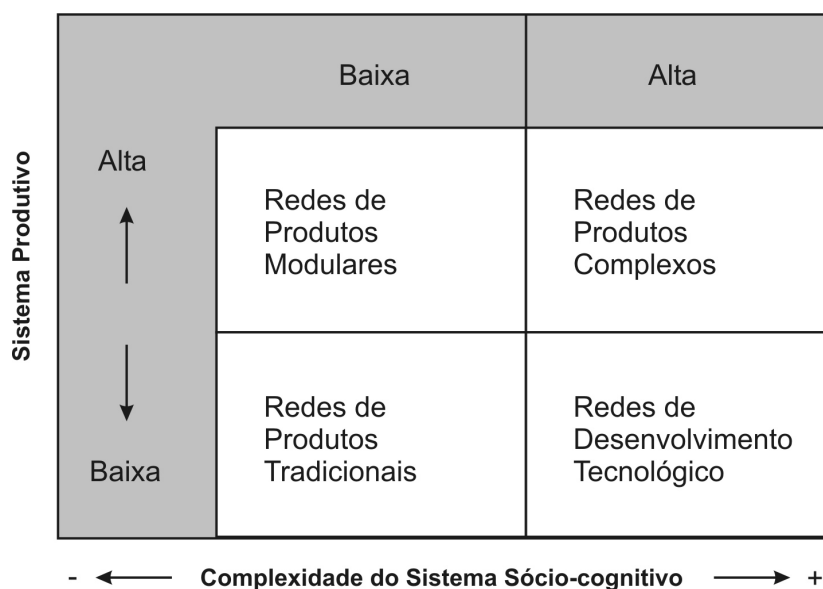 Baixa
Alta
Sistema Produtivo
Alta
Redes de
Produtos
Modulares
Redes de
Produtos
Complexos
Baixa
Redes de
Produtos
Tradicionais
Redes de
Desenvolvimento
Tecnológico
- Complexidade do Sistema Sócio-cognitivo +